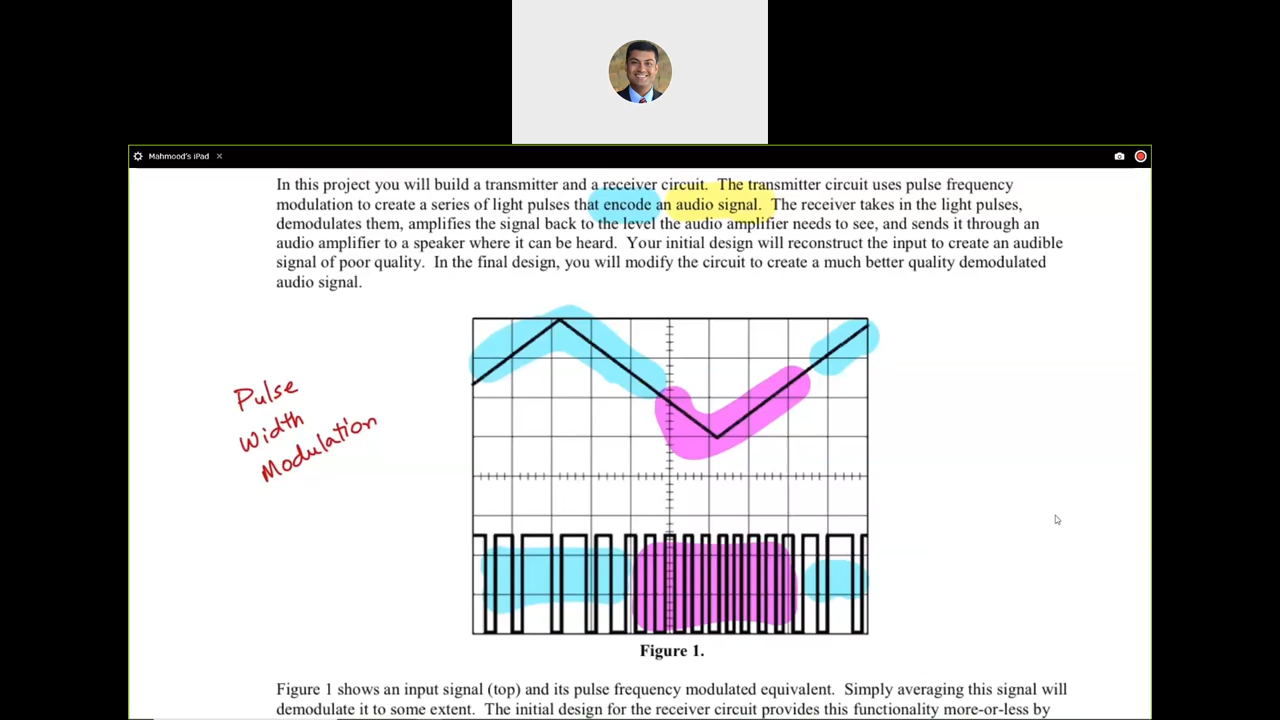 Mahmood's iPad
In this project you will build a transmitter and a receiver circuit. The transmitter circuit uses pulse frequency
modulation to create a series of light pulses that encode an audio signal. The receiver takes in the light pulses,
demodulates them, amplifies the signal back to the level the audio amplifier needs to see, and sends it through an
audio amplifier to a speaker where it can be heard. Your initial design will reconstruct the input to create an audible
signal of poor quality. In the final design, you will modify the circuit to create a much better quality demodulated
audio signal.
Pulse
Width
Modulation
Figure 1.
Figure 1 shows an input signal (top) and its pulse frequency modulated equivalent. Simply averaging this signal will
demodulate it to some extent. The initial design for the receiver circuit provides this functionality more-or-less by